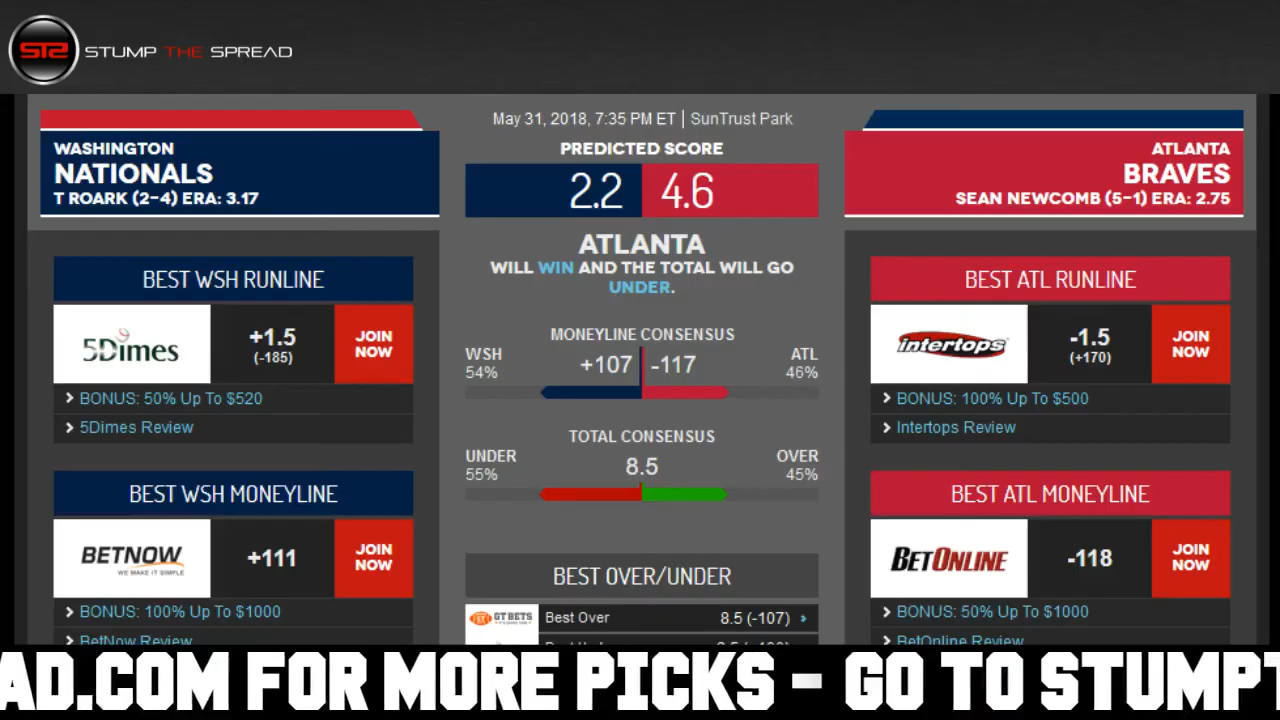 STS STUMP THE SPREAD
May 31, 2018, 7:35 PM ET | SunTrust Park
WASHINGTON
NATIONALS
T ROARK (2-4) ERA: 3.17
PREDICTED SCORE
2.2 4.6
ATLANTA
BRAVES
SEAN NEWCOMB (5-1) ERA: 2.75
ATLANTA
WILL WIN AND THE TOTAL WILL GO
UNDER.
BEST WSH RUNLINE
5Dimes +1.5
(-185)
JOIN
NOW
BONUS: 50% Up To $520
5Dimes Review
MONEYLINE CONSENSUS
WSH
54%
+107 -117
ATL
46%
TOTAL CONSENSUS
UNDER
55%
8.5
OVER
45%
BEST ATL RUNLINE
intertops -1.5
(+170)
JOIN
NOW
BONUS: 100% Up To $500
Intertops Review
BEST WSH MONEYLINE
BETNOW
WE MAKE IT SIMPLE
+111
JOIN
NOW
BONUS: 100% Up To $1000
BetNow Review
BEST OVER/UNDER
GT BETS Best Over 8.5 (-107)
BEST ATL MONEYLINE
BETONLINE -118
JOIN
NOW
BONUS: 50% Up To $1000
BetOnline Review
AD.COM FOR MORE PICKS - GO TO STUMPT